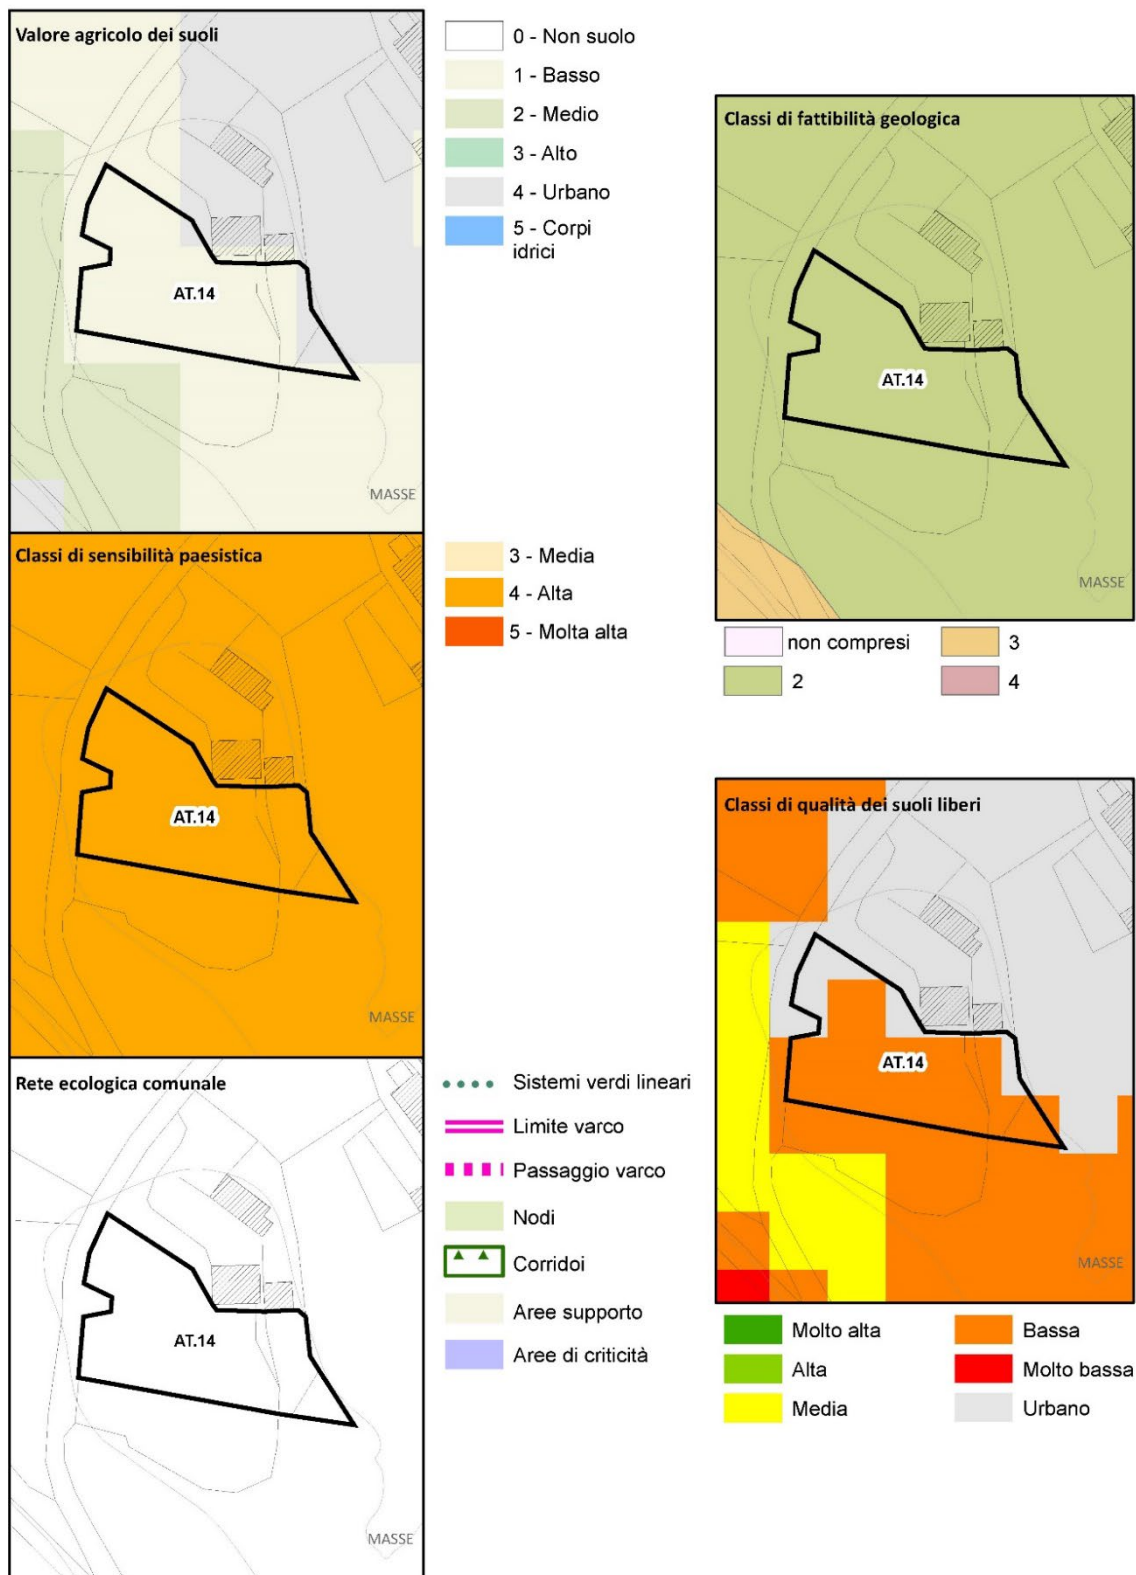 Valore agricolo dei suoli
AT.14
MASSE
0 - Non suolo
1 - Basso
2 - Medio
3 - Alto
4 - Urbano
5 - Corpi
idrici
Classi di fattibilità geologica
AT.14
MASSE
non compresi
3
2
4
Classi di sensibilità paesistica
AT.14
MASSE
3 - Media
4 - Alta
5 - Molta alta
Classi di qualità dei suoli liberi
AT.14
MASSE
Molto alta
Bassa
Alta
Molto bassa
Media
Urbano
Rete ecologica comunale
AT.14
MASSE
Sistemi verdi lineari
Limite varco
Passaggio varco
Nodi
Corridoi
Aree supporto
Aree di criticità